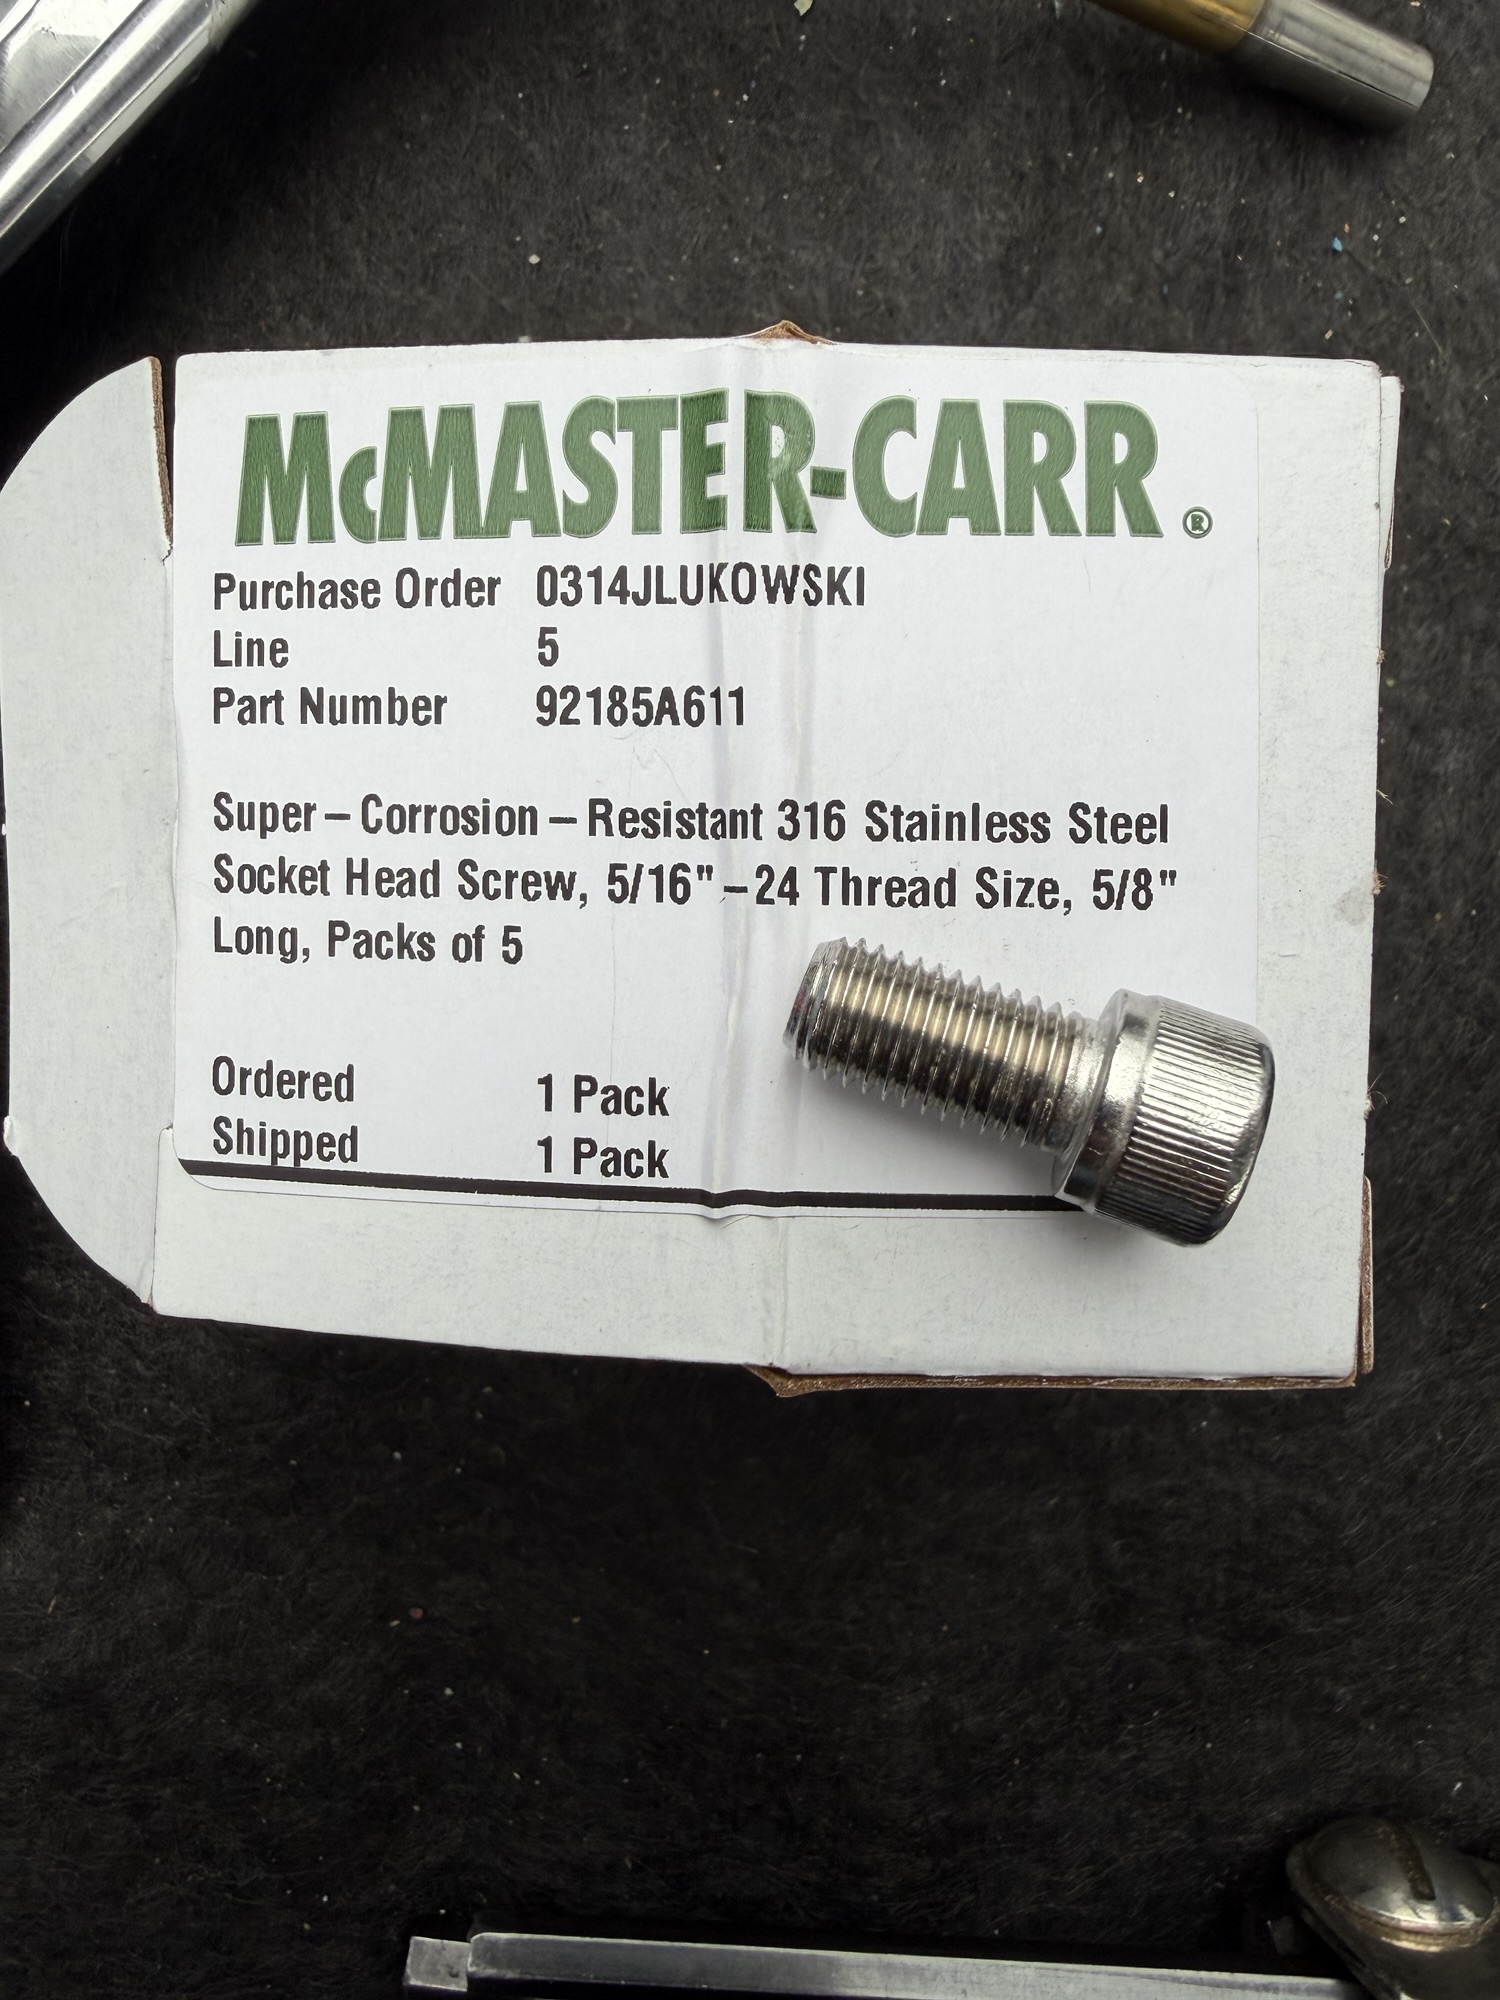 McMASTER-CARR®
Purchase Order 0314JLUKOWSKI
Line 5
Part Number 92185A611
Super-Corrosion-Resistant 316 Stainless Steel
Socket Head Screw, 5/16"-24 Thread Size, 5/8"
Long, Packs of 5
Ordered 1 Pack
Shipped 1 Pack